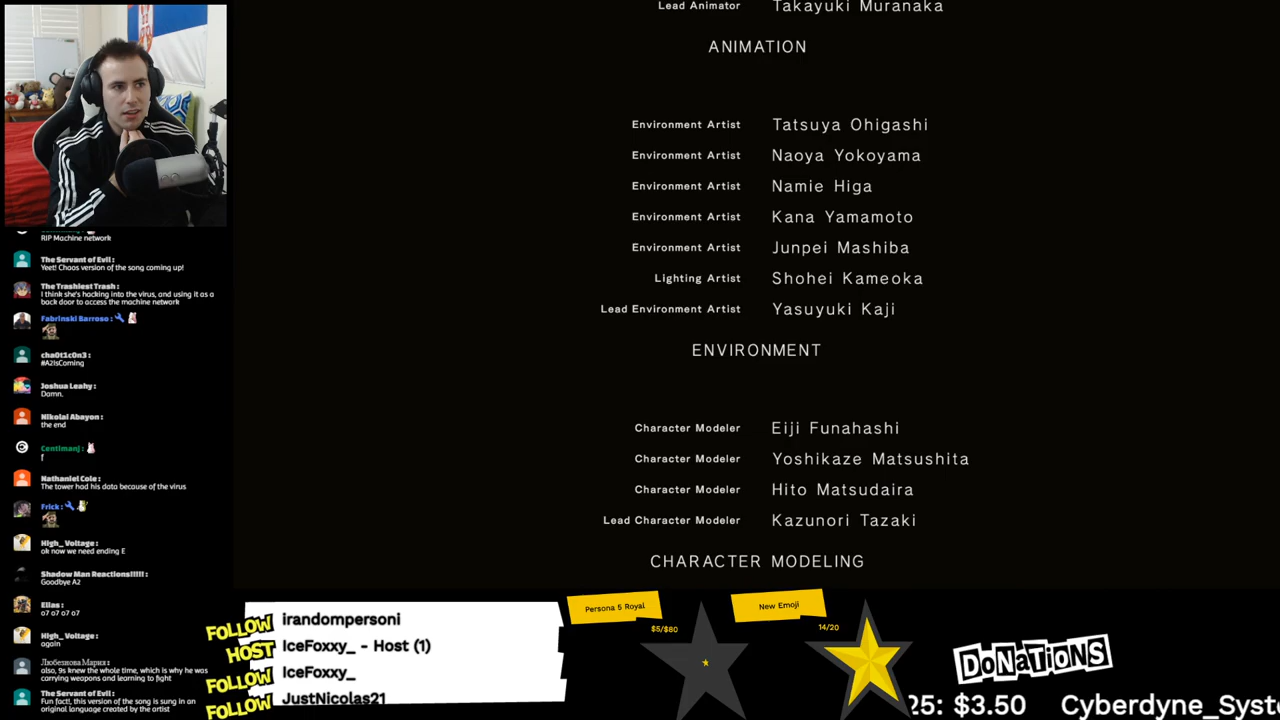 Lead Animator Takayuki Muranaka
ANIMATION
Environment Artist Tatsuya Ohigashi
Environment Artist Naoya Yokoyama
Environment Artist Namie Higa
Environment Artist Kana Yamamoto
Environment Artist Junpei Mashiba
Lighting Artist Shohei Kameoka
Lead Environment Artist Yasuyuki Kaji
ENVIRONMENT
Character Modeler Eiji Funahashi
Character Modeler Yoshikaze Matsushita
Character Modeler Hito Matsudaira
Lead Character Modeler Kazunori Tazaki
CHARACTER MODELING
RIP Machine network
The Servant of Evil :
Yeet! Chaos version of the song coming up!
The Trashiest Trash :
I think she's hacking into the virus, and using it as a
back door to access the machine network
Fabrinski Barroso :
cha0t1c0n3 :
#A2IsComing
Joshua Leahy :
Damn.
Nikolai Abayon :
the end
Centimanj :
f
Nathaniel Cole :
The tower had his data because of the virus
Frick :
High_ Voltage :
ok now we need ending E
Shadow Man Reactions!!!!! :
Goodbye A2
Elias :
o7 o7 o7 o7
High_ Voltage :
again
Любезнова Мария :
also, 9s knew the whole time, which is why he was
carrying weapons and learning to fight
The Servant of Evil :
Fun fact!, this version of the song is sung in an
original language created by the artist
FOLLOW irandompersoni
HOST IceFoxxy_ - Host (1)
FOLLOW IceFoxxy_
FOLLOW JustNicolas21
Persona 5 Royal
$5/$80
New Emoji
14/20
DoNATioNS
25: $3.50 Cyberdyne_Syste